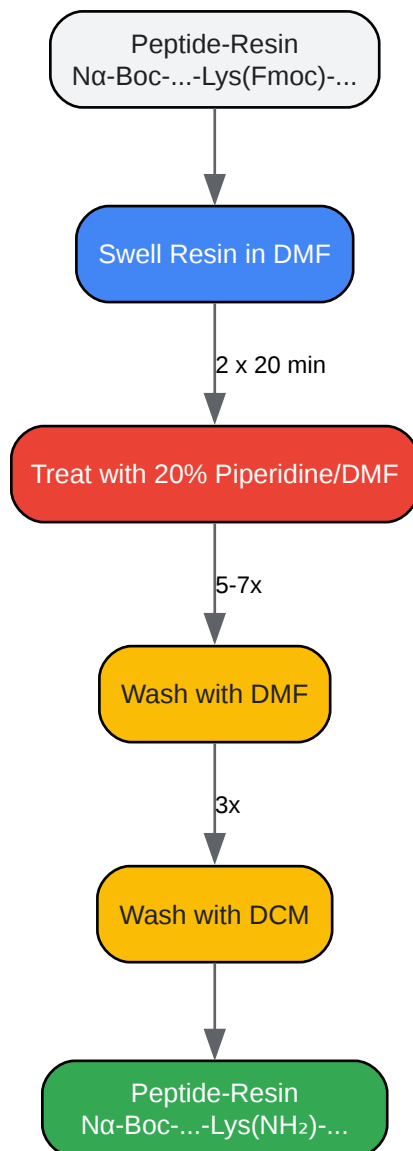 Peptide-Resin
Nα-Boc-...-Lys(Fmoc)-...
Swell Resin in DMF
2 x 20 min
Treat with 20% Piperidine/DMF
5-7x
Wash with DMF
3x
Wash with DCM
Peptide-Resin
Nα-Boc-...-Lys(NH₂)-...